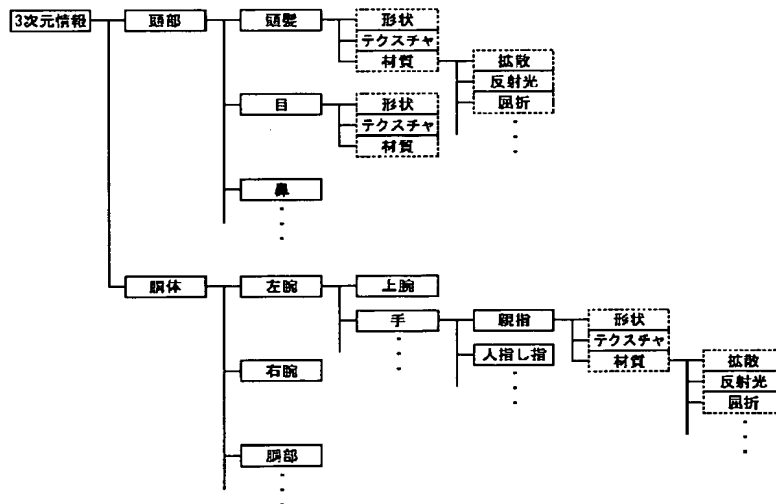 3次元情報
頭部
頭髪
形状
テクスチャ
材質
拡散
反射光
屈折
目
形状
テクスチャ
材質
鼻
胴体
左腕
上腕
手
親指
形状
テクスチャ
材質
拡散
反射光
屈折
人指し指
右腕
胴部